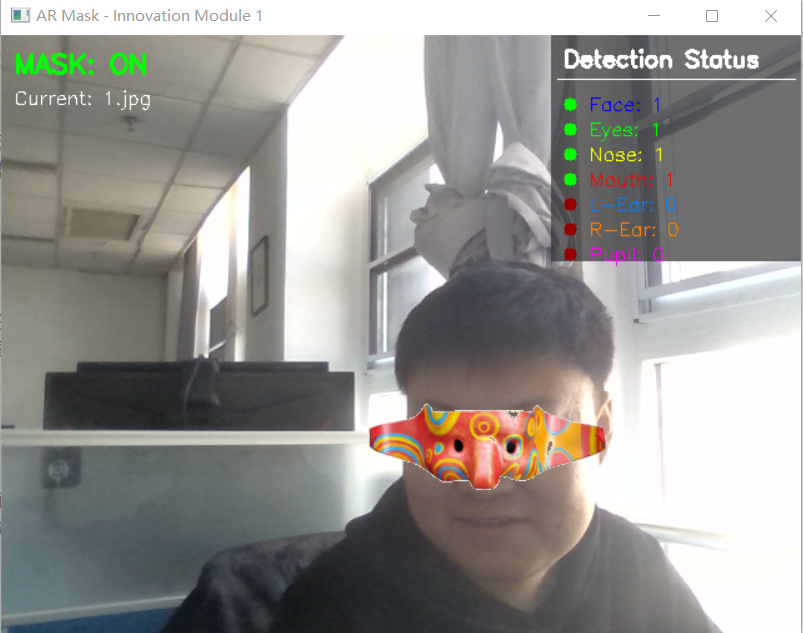 AR Mask - Innovation Module 1
MASK: ON
Current: 1.jpg
Detection Status
Face: 1
Eyes: 1
Nose: 1
Mouth: 1
L-Ear: 0
R-Ear: 0
Pupil: 0